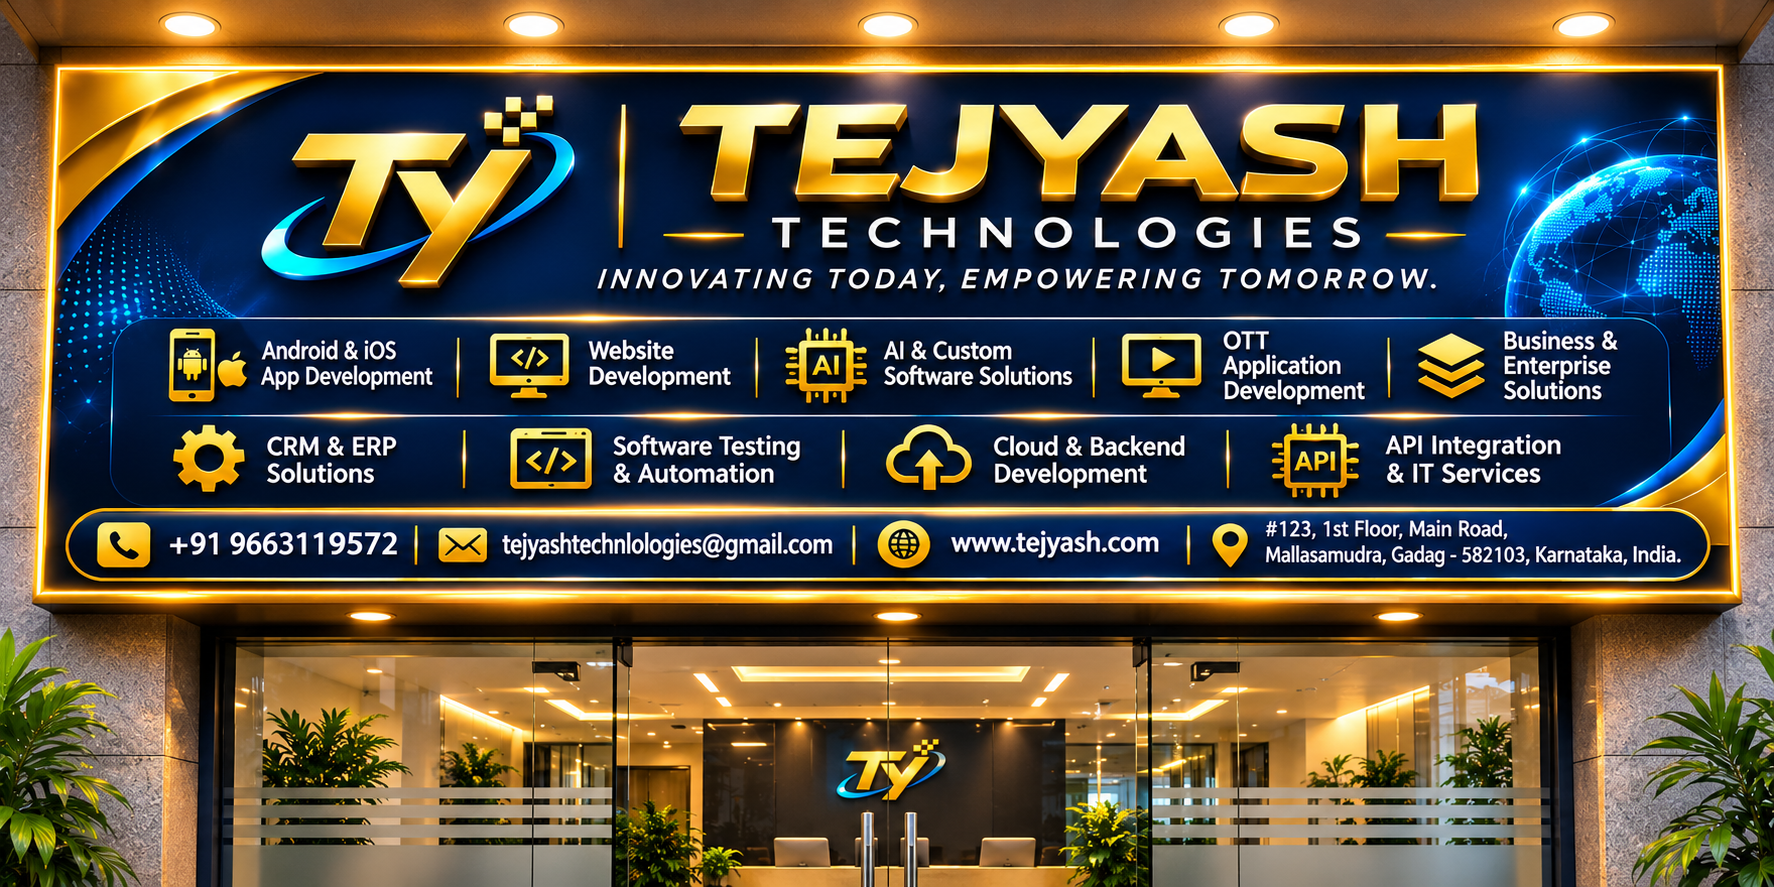 Ty
TEJYASH
TECHNOLOGIES
INNOVATING TODAY, EMPOWERING TOMORROW.
Android & iOS
App Development
</>
Website
Development
AI
AI & Custom
Software Solutions
OTT
Application
Development
Business &
Enterprise
Solutions
CRM & ERP
Solutions
</>
Software Testing
& Automation
Cloud & Backend
Development
API
API Integration
& IT Services
+91 9663119572
tejyashtechnlologies@gmail.com
www.tejyash.com
#123, 1st Floor, Main Road,
Mallasamudra, Gadag - 582103, Karnataka, India.
Ty